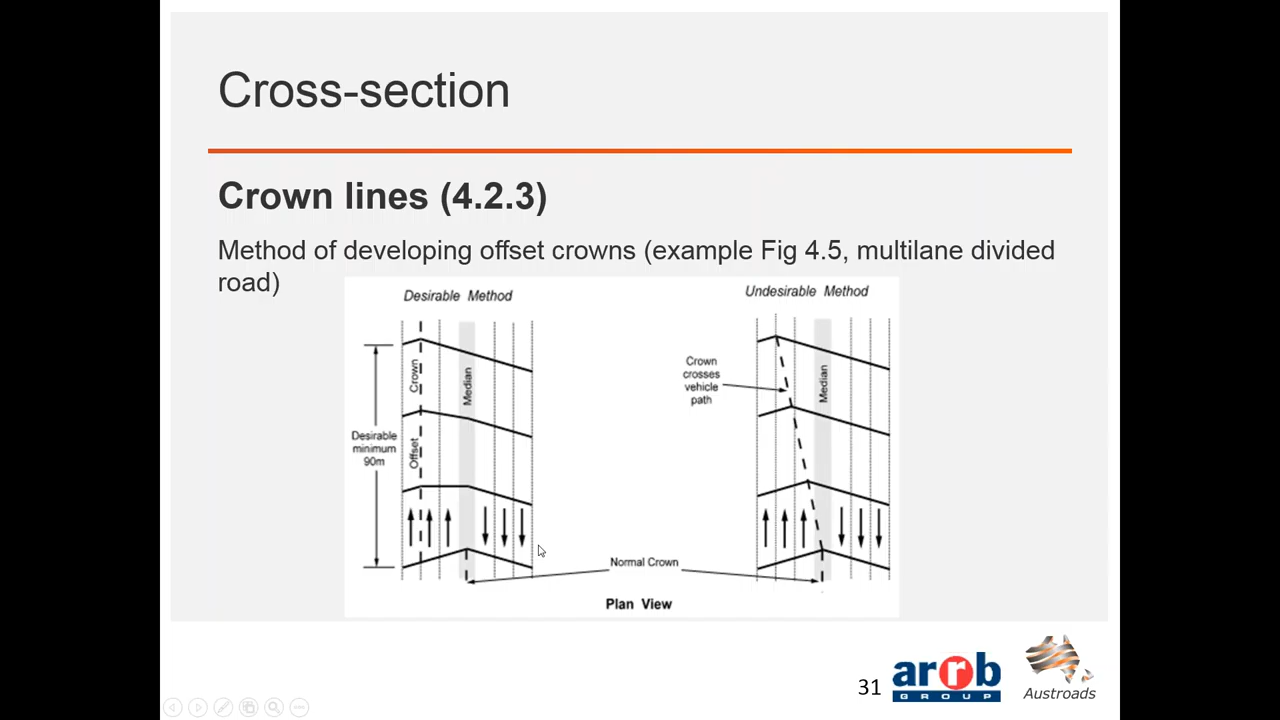 Cross-section
Crown lines (4.2.3)
Method of developing offset crowns (example Fig 4.5, multilane divided
road)
Desirable Method
Undesirable Method
Crown
Offset
Median
Desirable
minimum
90m
Crown
crosses
vehicle
path
Median
Normal Crown
Plan View
31
arrb
GROUP
Austroads